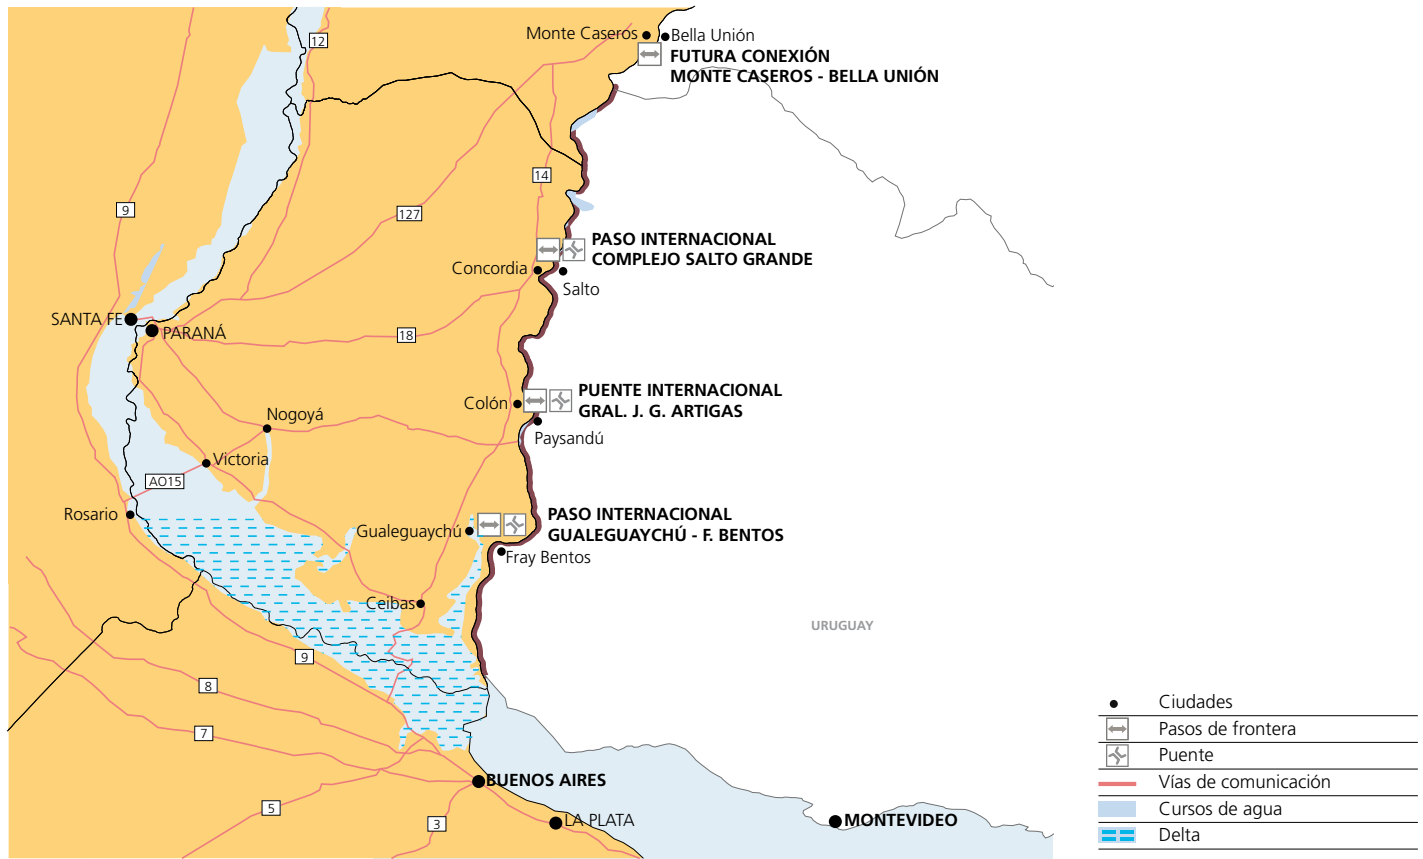 Monte Caseros
Bella Unión
FUTURA CONEXIÓN
MONTE CASEROS - BELLA UNIÓN
12
14
9
127
PASO INTERNACIONAL
COMPLEJO SALTO GRANDE
Concordia
Salto
SANTA FE
PARANÁ
18
PUENTE INTERNACIONAL
GRAL. J. G. ARTIGAS
Colón
Nogoyá
Paysandú
Victoria
AO15
Rosario
PASO INTERNACIONAL
GUALEGUAYCHÚ - F. BENTOS
Gualeguaychú
Fray Bentos
Ceibas
URUGUAY
9
8
7
BUENOS AIRES
5
3
LA PLATA
MONTEVIDEO
Ciudades
Pasos de frontera
Puente
Vías de comunicación
Cursos de agua
Delta